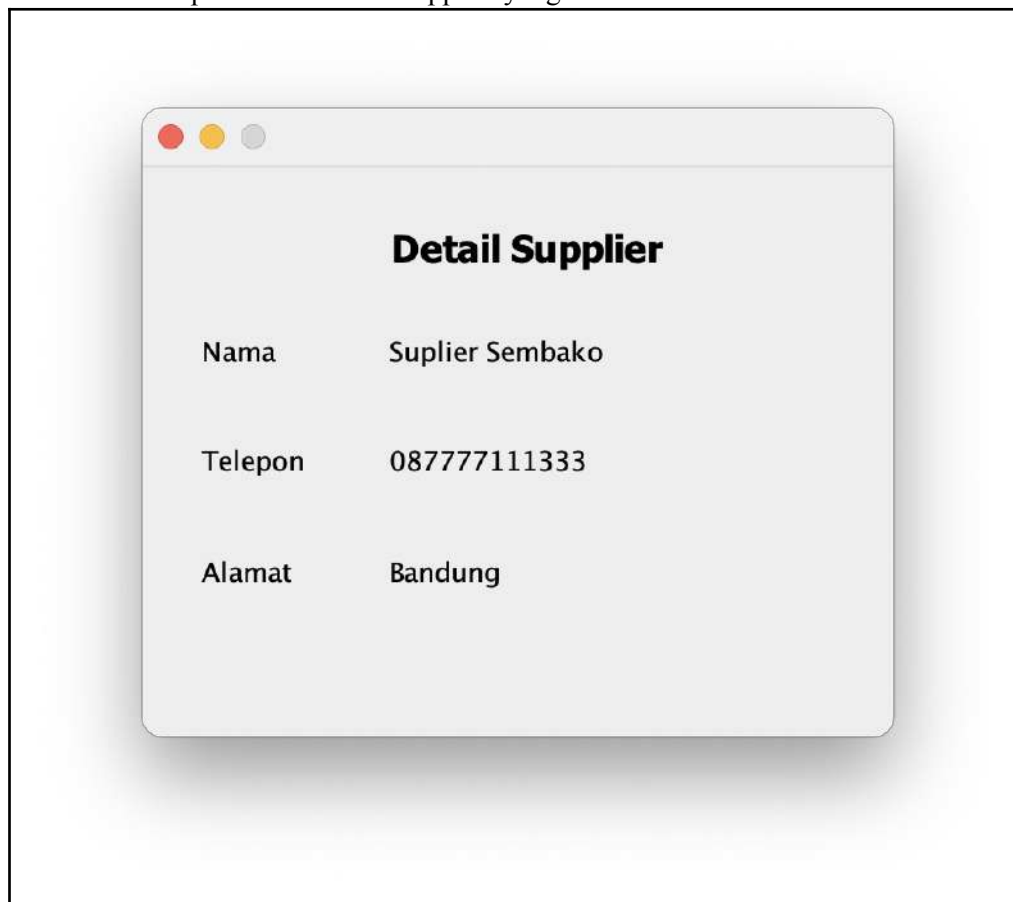 Detail Supplier
Nama Suplier Sembako
Telepon 087777111333
Alamat Bandung